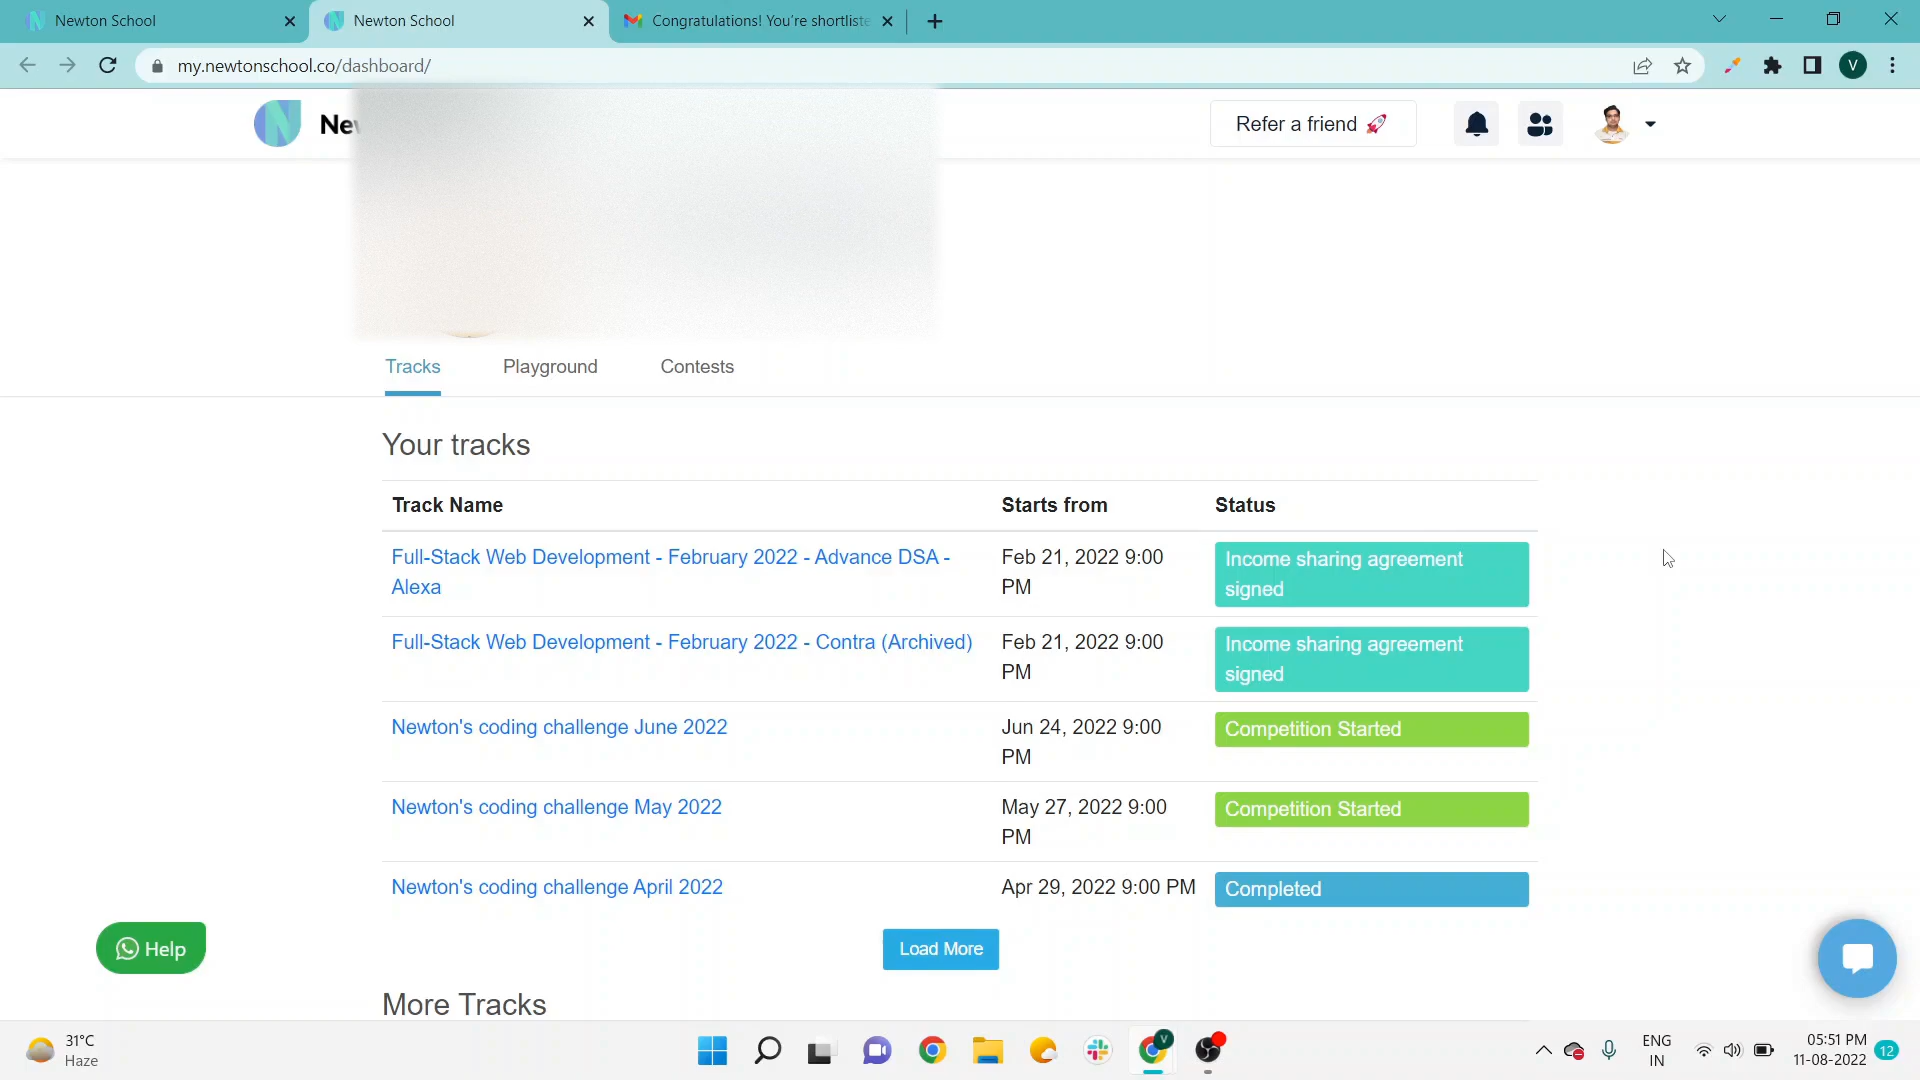 Newton School
Newton School
Congratulations! You're shortliste
my.newtonschool.co/dashboard/
V
New
Refer a friend
Tracks Playground Contests
Your tracks
Track Name Starts from Status
Full-Stack Web Development - February 2022 - Advance DSA -
Alexa
Feb 21, 2022 9:00
PM
Income sharing agreement
signed
Full-Stack Web Development - February 2022 - Contra (Archived)
Feb 21, 2022 9:00
PM
Income sharing agreement
signed
Newton's coding challenge June 2022
Jun 24, 2022 9:00
PM
Competition Started
Newton's coding challenge May 2022
May 27, 2022 9:00
PM
Competition Started
Newton's coding challenge April 2022
Apr 29, 2022 9:00 PM
Completed
Load More
Help
More Tracks
31°C
Haze
V
ENG
IN
05:51 PM
11-08-2022
12